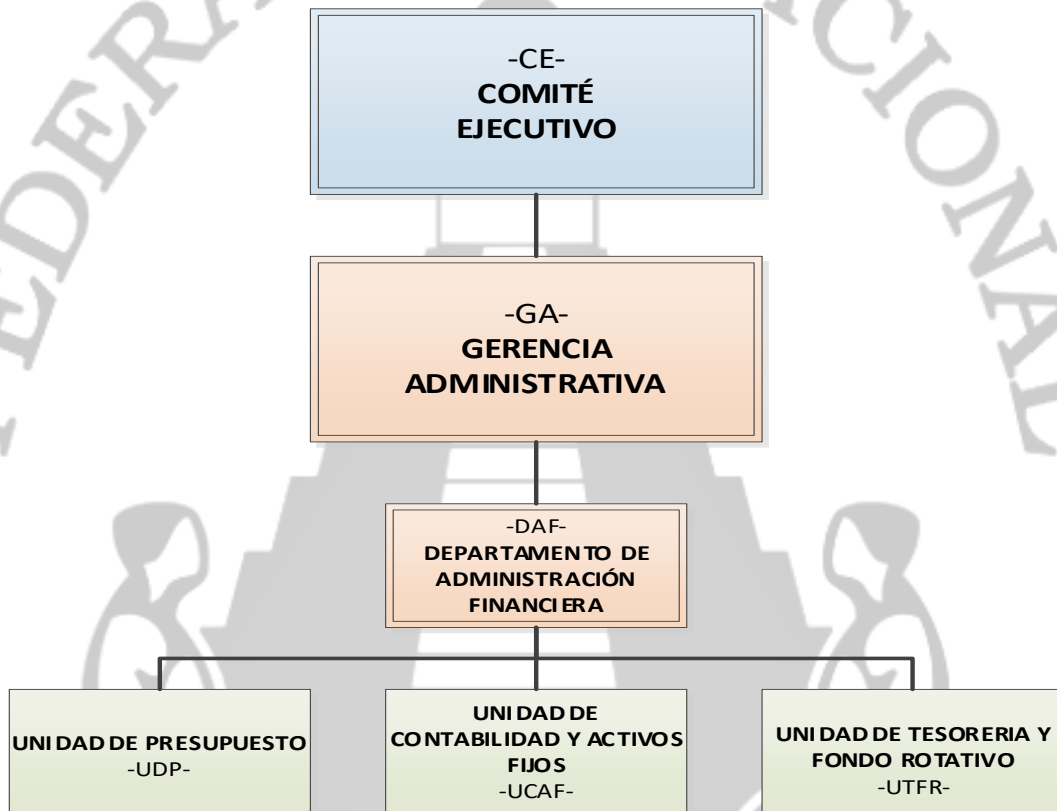 -CE-
COMITÉ
EJECUTIVO
-GA-
GERENCIA
ADMINISTRATIVA
-DAF-
DEPARTAMENTO DE
ADMINISTRACIÓN
FINANCIERA
UNIDAD DE PRESUPUESTO
-UDP-
UNIDAD DE
CONTABILIDAD Y ACTIVOS
FIJOS
-UCAF-
UNIDAD DE TESORERIA Y
FONDO ROTATIVO
-UTFR-